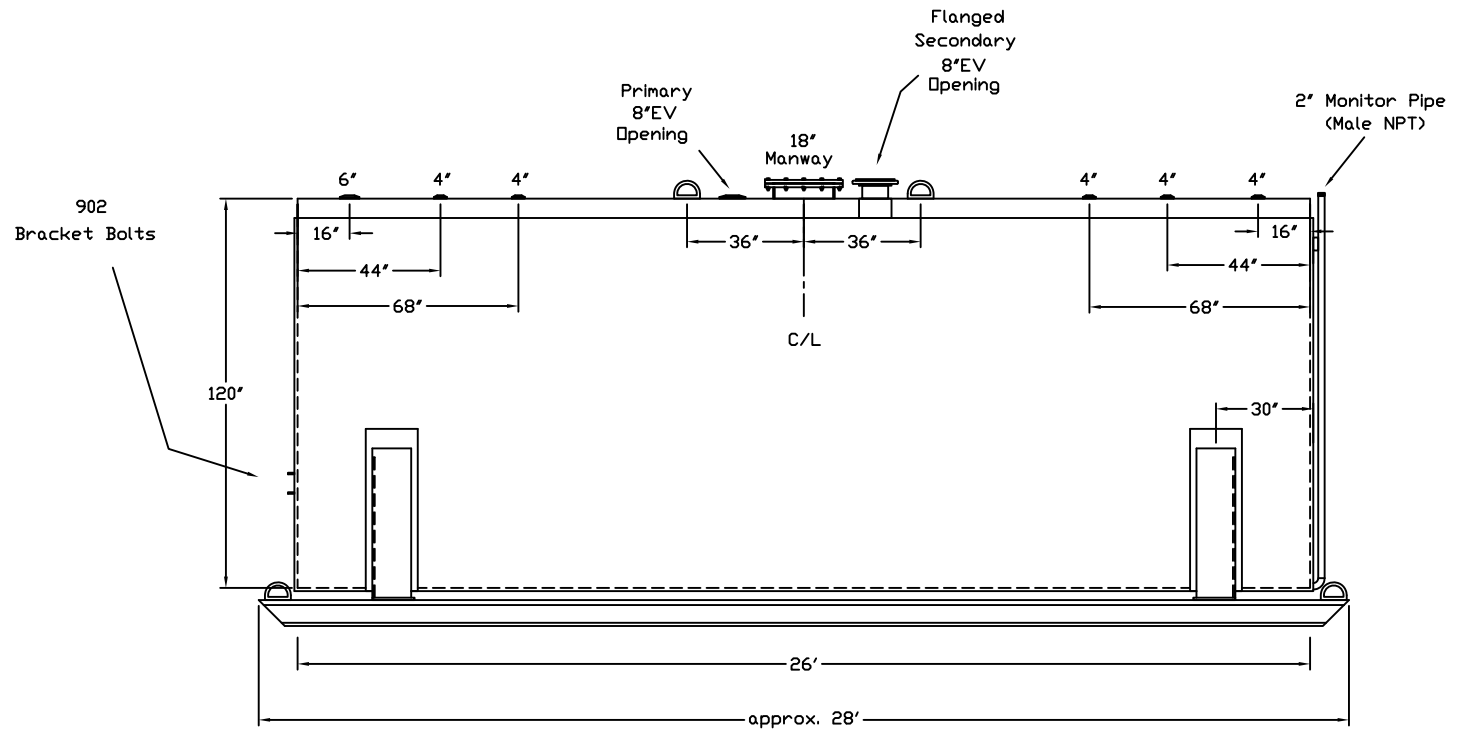 Flanged
Secondary
8"EV
Opening
Primary
8"EV
Opening
2" Monitor Pipe
(Male NPT)
18"
Manway
6"
4"
4"
4"
4"
4"
902
Bracket Bolts
16"
36"
36"
16"
44"
44"
68"
68"
C/L
120"
30"
26'
approx. 28'